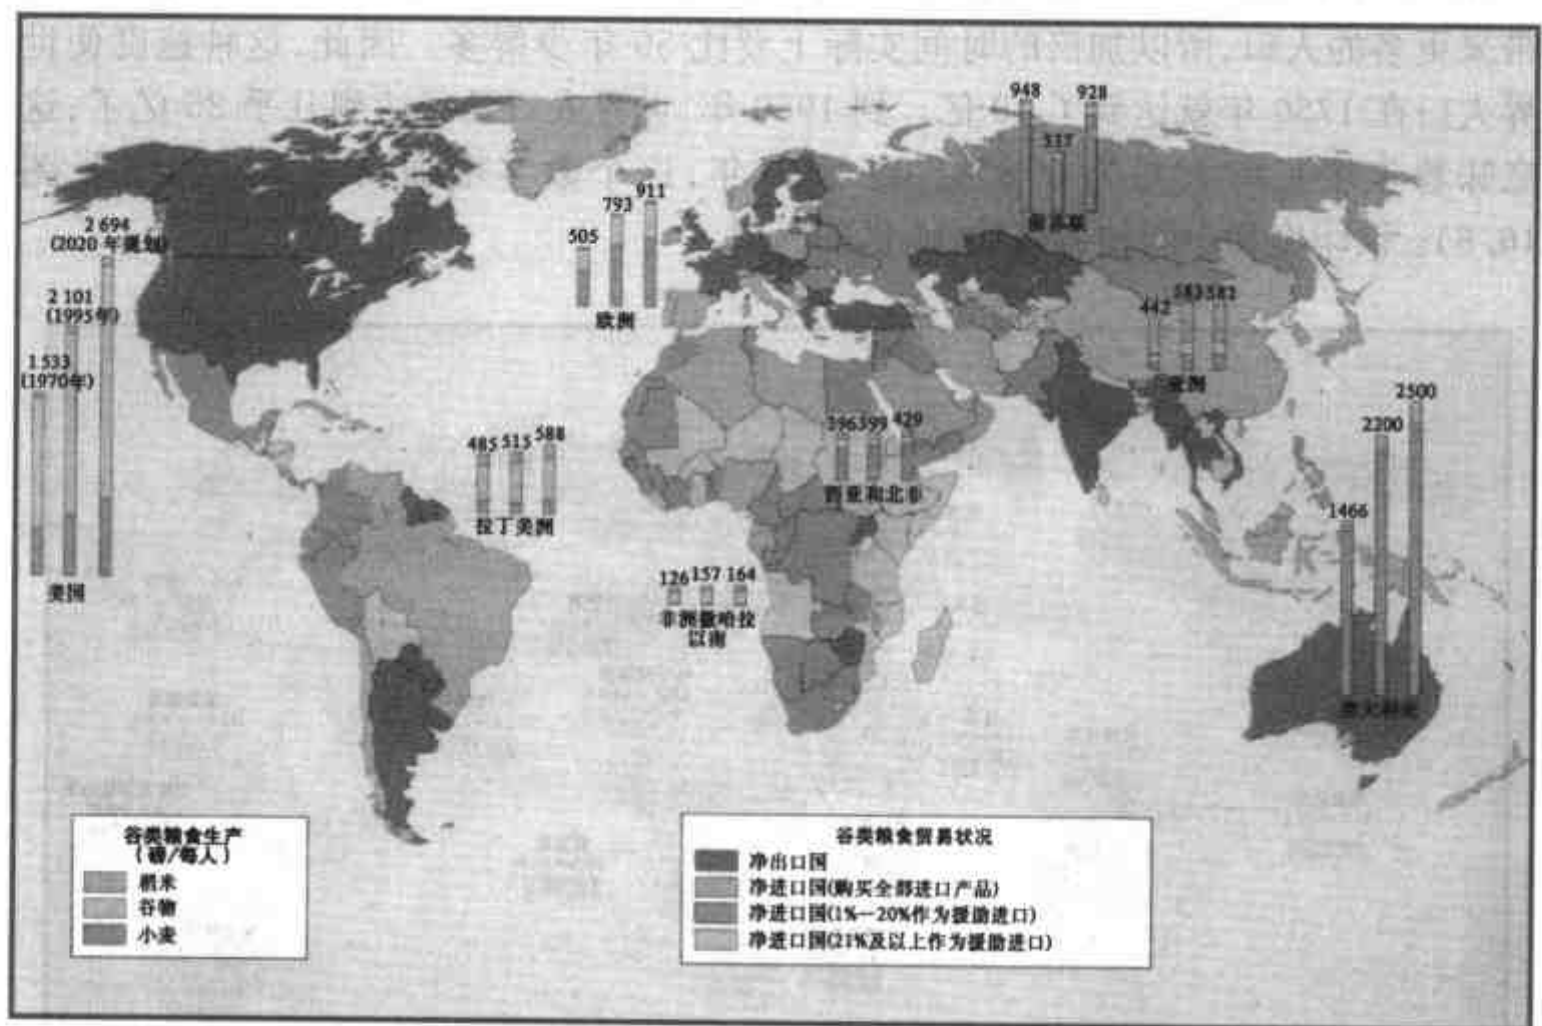 948
928
537
前苏联
2 694
(2020 年规划)
2 101
(1995年)
1 533
(1970年)
美国
505
793
911
欧洲
442
583
582
亚洲
485
515
588
拉丁美洲
396
399
429
西亚和北非
126
157
164
非洲撒哈拉
以南
1466
2200
2500
澳大利亚
谷类粮食生产
(磅/每人)
稻米
谷物
小麦
谷类粮食贸易状况
净出口国
净进口国(购买全部进口产品)
净进口国(1%—20%作为援助进口)
净进口国(21%及以上作为援助进口)